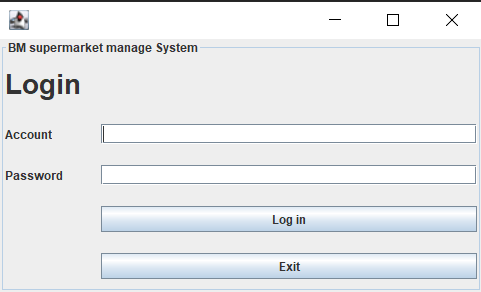 BM supermarket manage System
Login
Account
Password
Log in
Exit